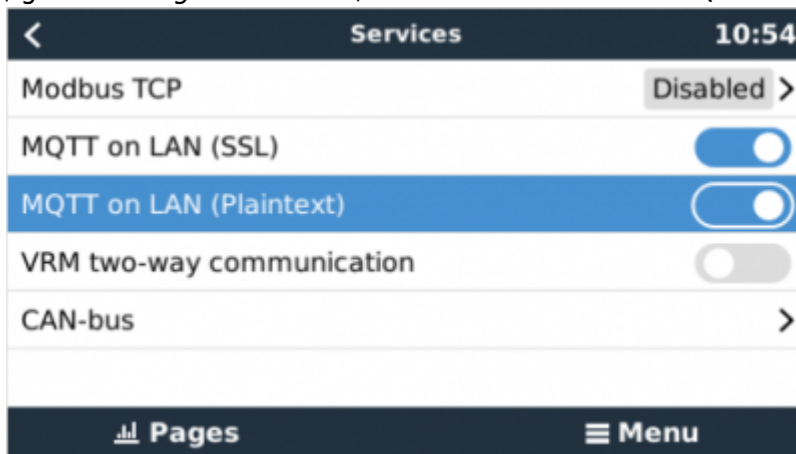 Services 10:54
Modbus TCP Disabled
MQTT on LAN (SSL)
MQTT on LAN (Plaintext)
VRM two-way communication
CAN-bus
Pages Menu